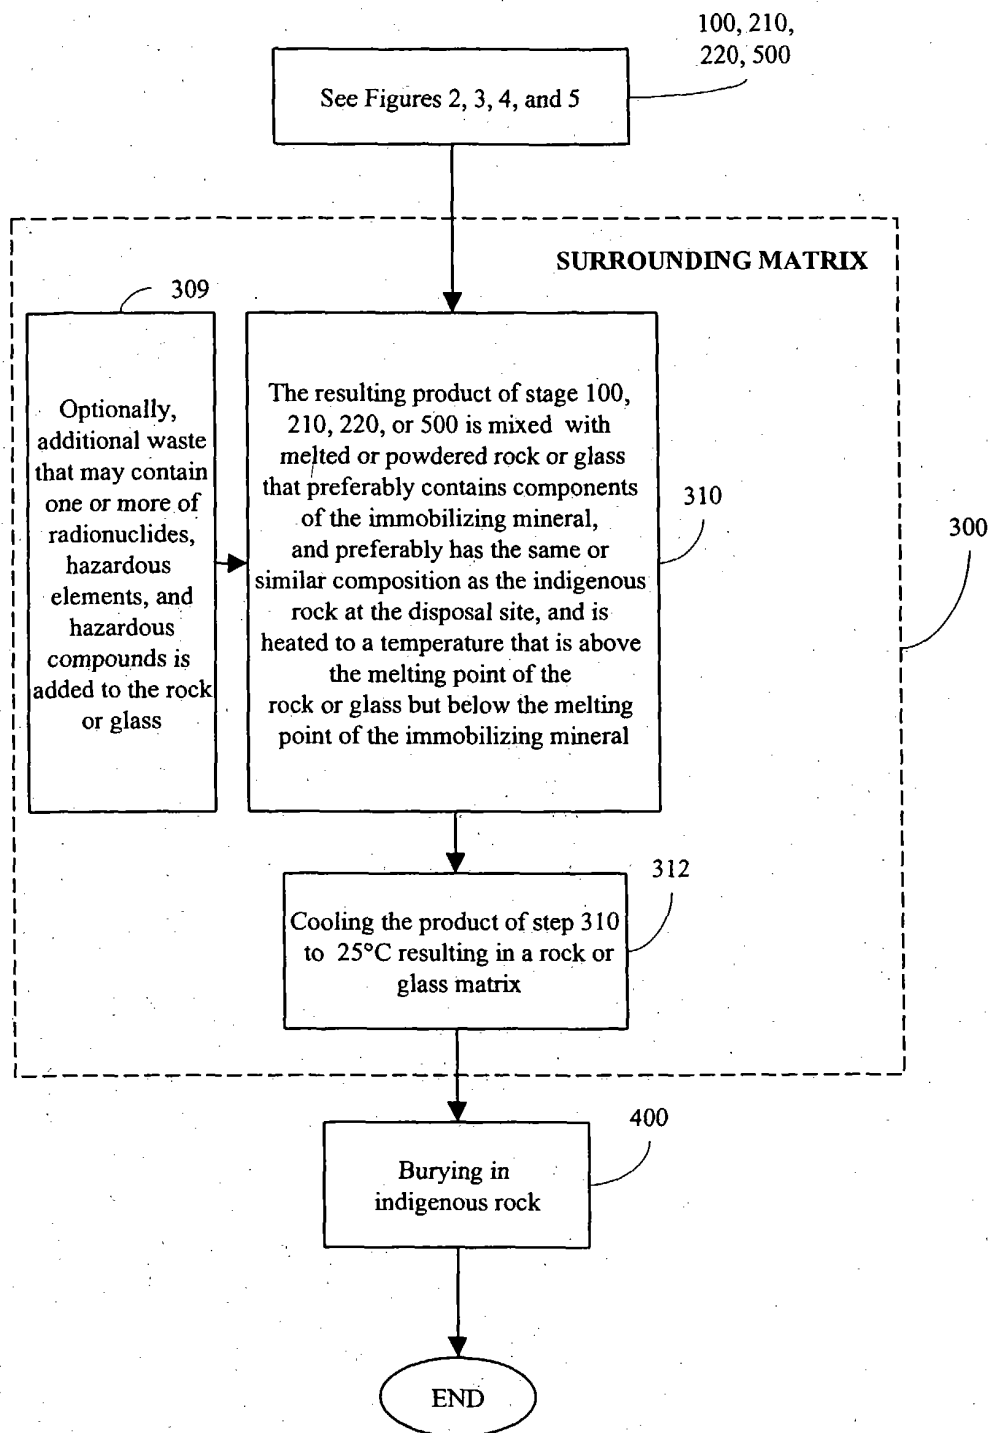 100, 210,
220, 500
See Figures 2, 3, 4, and 5
SURROUNDING MATRIX
309
Optionally,
additional waste
that may contain
one or more of
radionuclides,
hazardous
elements, and
hazardous
compounds is
added to the rock
or glass
The resulting product of stage 100,
210, 220, or 500 is mixed with
melted or powdered rock or glass
that preferably contains components
of the immobilizing mineral,
and preferably has the same or
similar composition as the indigenous
rock at the disposal site, and is
heated to a temperature that is above
the melting point of the
rock or glass but below the melting
point of the immobilizing mineral
310
300
312
Cooling the product of step 310
to 25°C resulting in a rock or
glass matrix
400
Burying in
indigenous rock
END